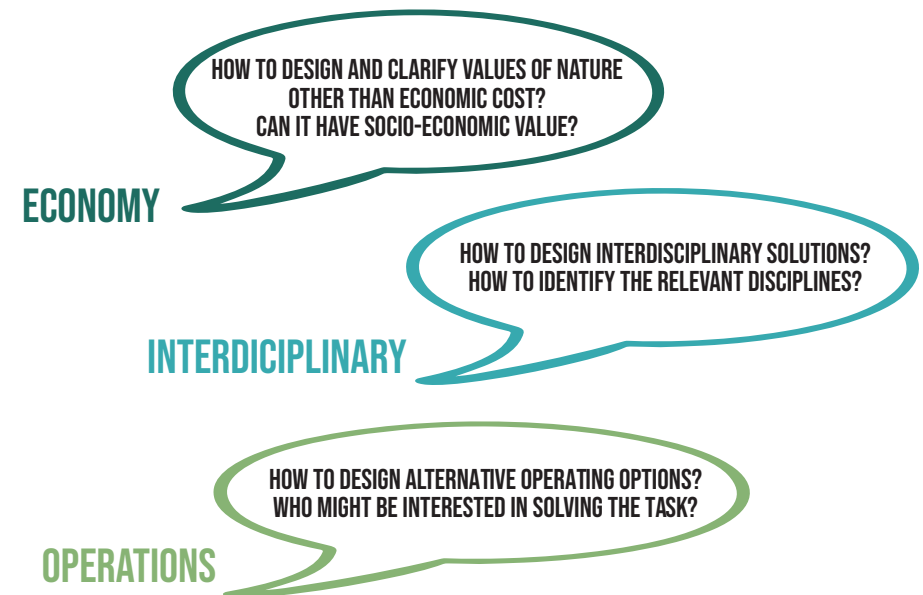 HOW TO DESIGN AND CLARIFY VALUES OF NATURE
OTHER THAN ECONOMIC COST?
CAN IT HAVE SOCIO-ECONOMIC VALUE?
ECONOMY
HOW TO DESIGN INTERDISCIPLINARY SOLUTIONS?
HOW TO IDENTIFY THE RELEVANT DISCIPLINES?
INTERDICIPLINARY
HOW TO DESIGN ALTERNATIVE OPERATING OPTIONS?
WHO MIGHT BE INTERESTED IN SOLVING THE TASK?
OPERATIONS